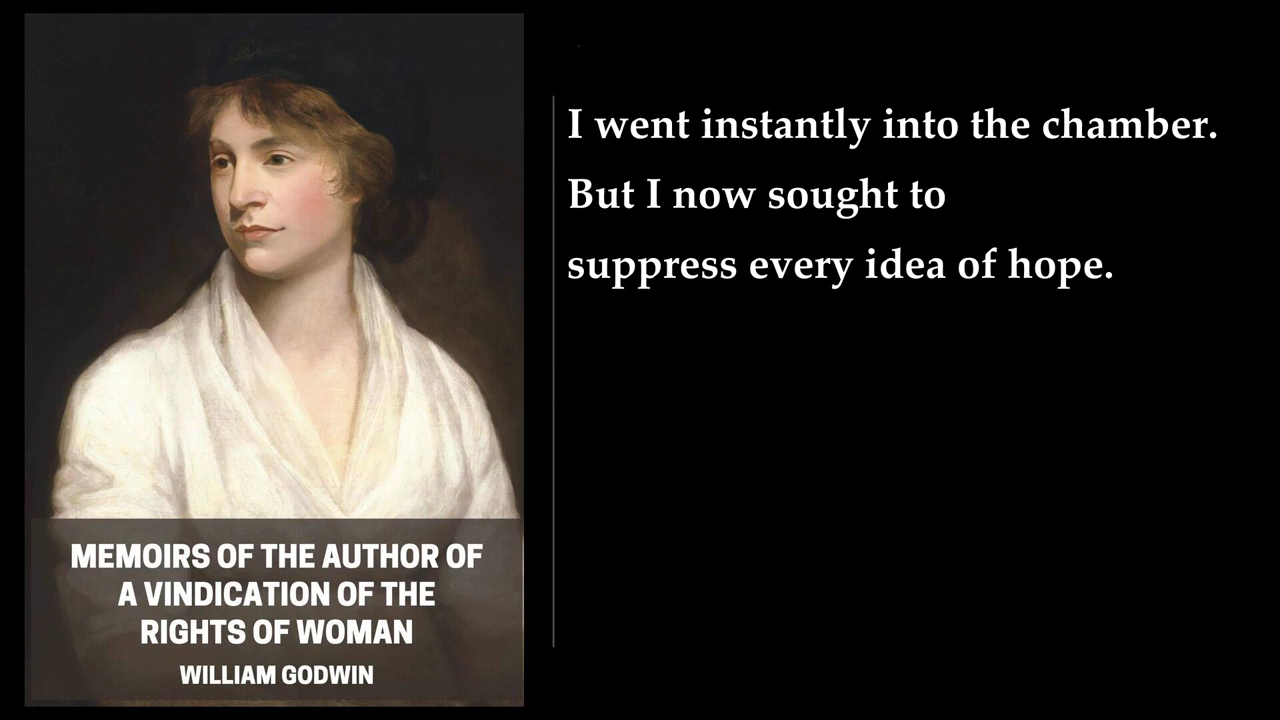 MEMOIRS OF THE AUTHOR OF
A VINDICATION OF THE
RIGHTS OF WOMAN
WILLIAM GODWIN
I went instantly into the chamber.
But I now sought to
suppress every idea of hope.